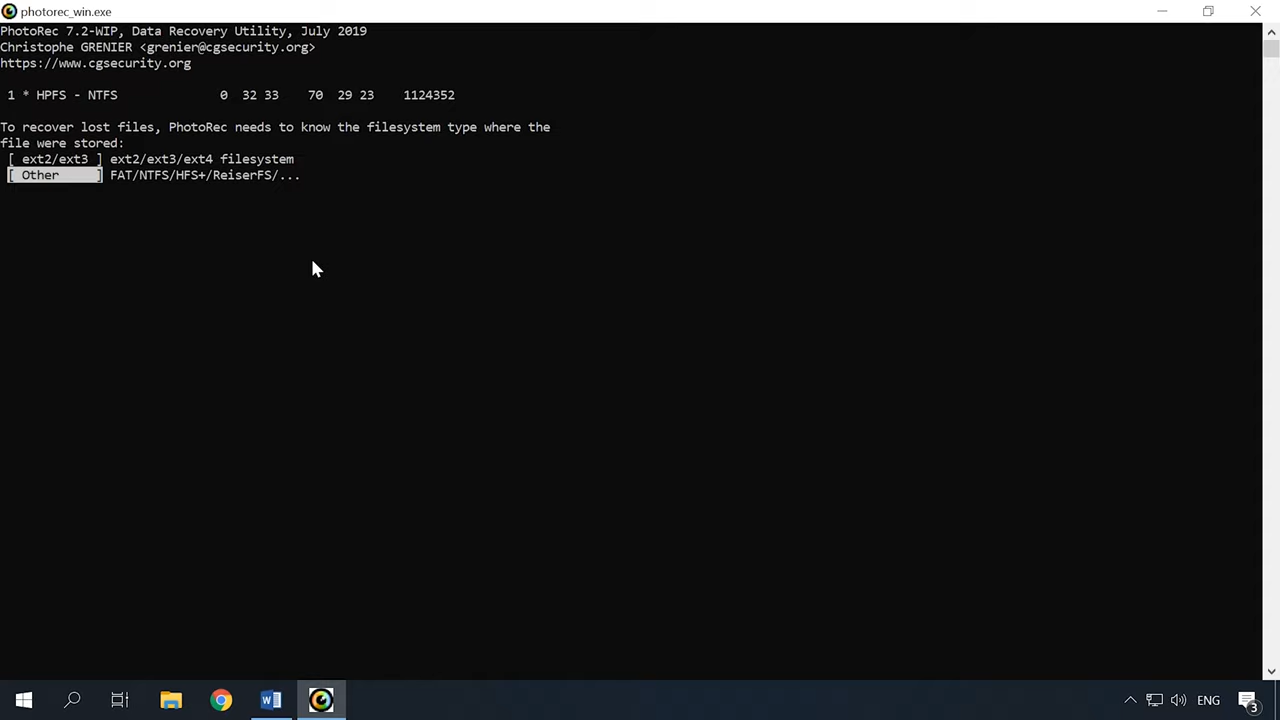 photorec_win.exe
PhotoRec 7.2-WIP, Data Recovery Utility, July 2019
Christophe GRENIER <grenier@cgsecurity.org>
https://www.cgsecurity.org
1 * HPFS - NTFS 0 32 33 70 29 23 1124352
To recover lost files, PhotoRec needs to know the filesystem type where the
file were stored:
[ ext2/ext3 ] ext2/ext3/ext4 filesystem
[ Other ] FAT/NTFS/HFS+/ReiserFS/...
ENG
3